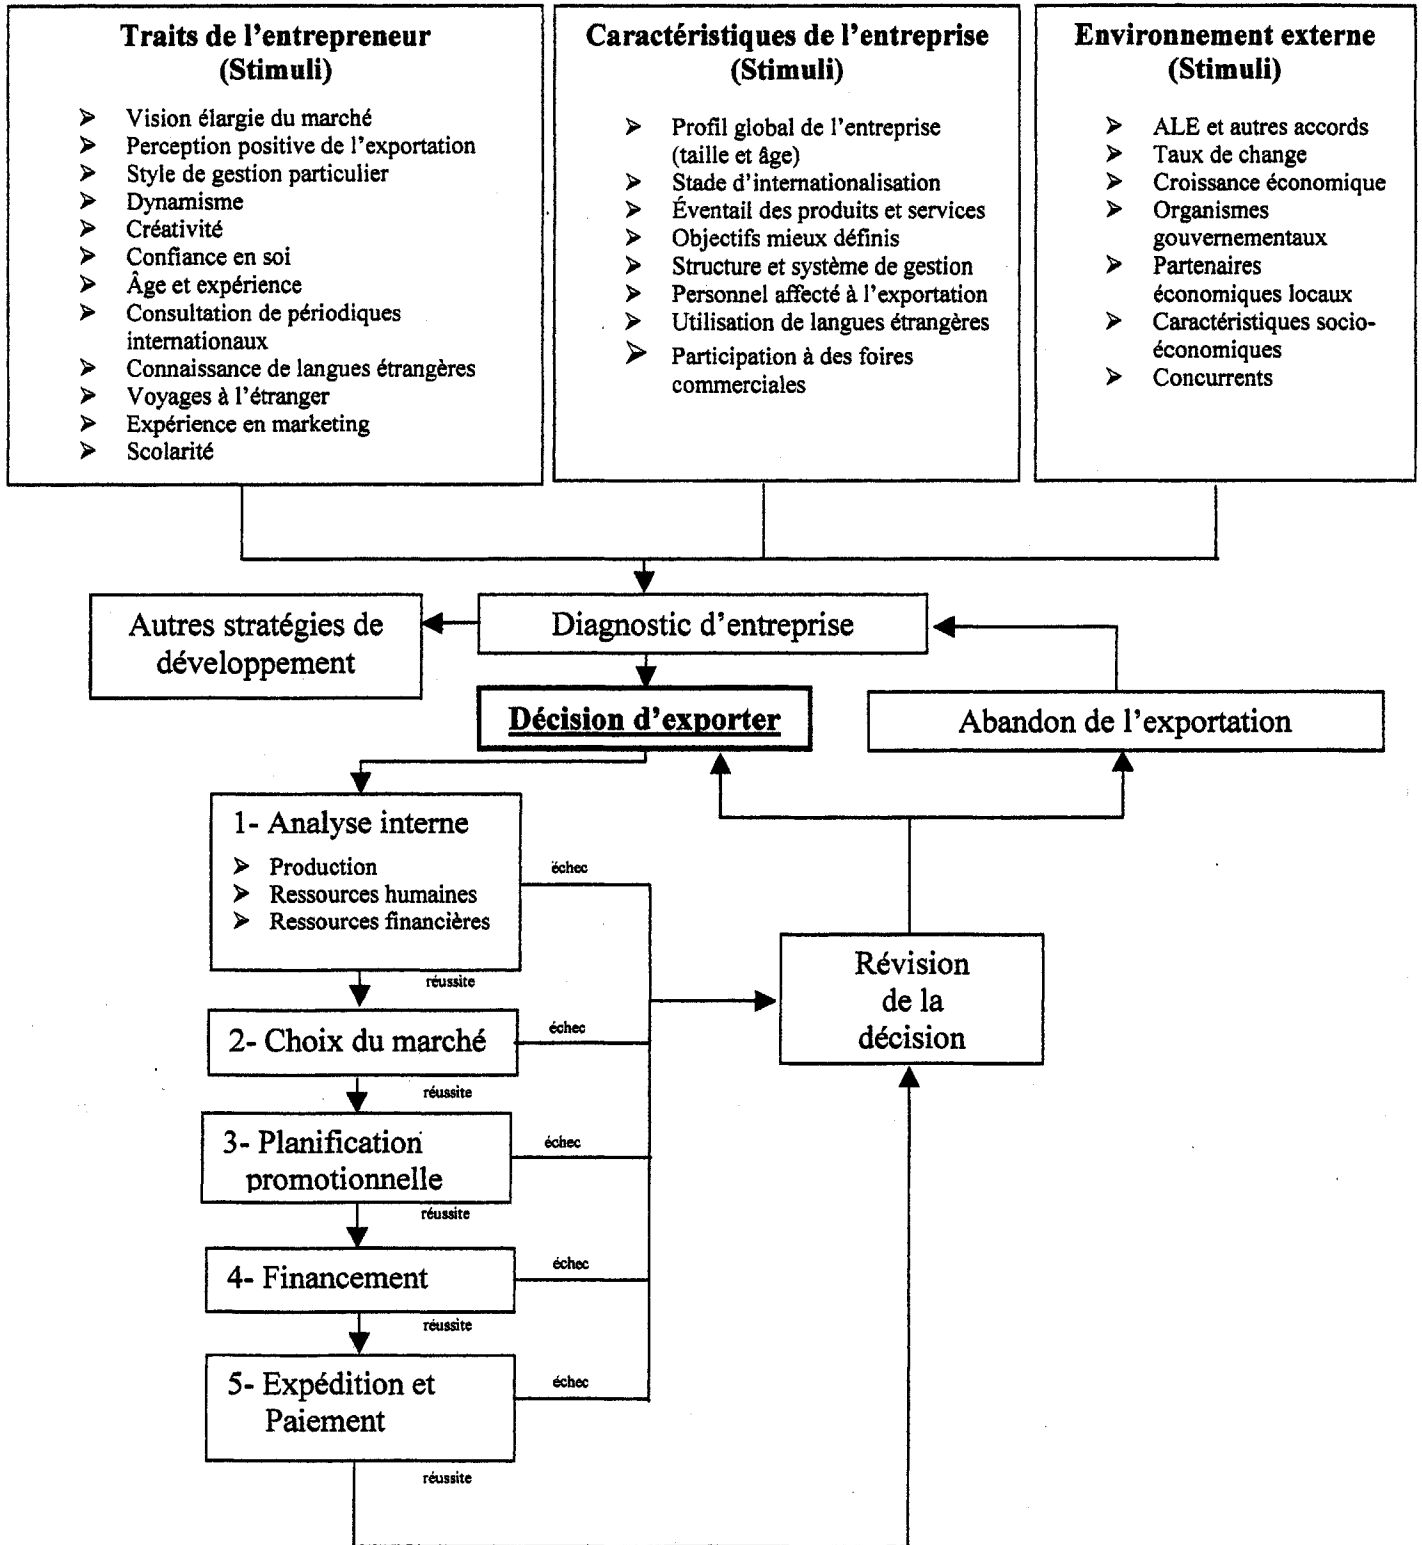 Traits de l'entrepreneur
(Stimuli)
➢ Vision élargie du marché
➢ Perception positive de l'exportation
➢ Style de gestion particulier
➢ Dynamisme
➢ Créativité
➢ Confiance en soi
➢ Âge et expérience
➢ Consultation de périodiques
internationaux
➢ Connaissance de langues étrangères
➢ Voyages à l'étranger
➢ Expérience en marketing
➢ Scolarité
Caractéristiques de l'entreprise
(Stimuli)
➢ Profil global de l'entreprise
(taille et âge)
➢ Stade d'internationalisation
➢ Éventail des produits et services
➢ Objectifs mieux définis
➢ Structure et système de gestion
➢ Personnel affecté à l'exportation
➢ Utilisation de langues étrangères
➢ Participation à des foires
commerciales
Environnement externe
(Stimuli)
➢ ALE et autres accords
➢ Taux de change
➢ Croissance économique
➢ Organismes
gouvernementaux
➢ Partenaires
économiques locaux
➢ Caractéristiques socio-
économiques
➢ Concurrents
Autres stratégies de
développement
Diagnostic d'entreprise
Décision d'exporter
Abandon de l'exportation
1- Analyse interne
➢ Production
➢ Ressources humaines
➢ Ressources financières
échec
réussite
Révision
de la
décision
2- Choix du marché
échec
réussite
3- Planification
promotionnelle
échec
réussite
4- Financement
échec
réussite
5- Expédition et
Paiement
échec
réussite